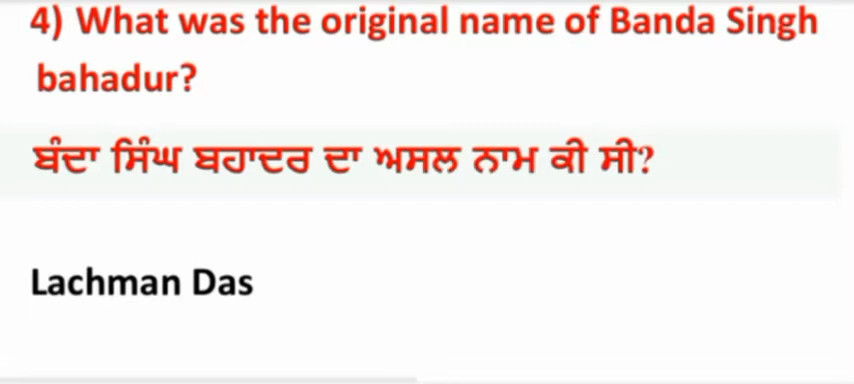 4) What was the original name of Banda Singh
bahadur?
ਬੰਦਾ ਸਿੰਘ ਬਹਾਦਰ ਦਾ ਅਸਲ ਨਾਮ ਕੀ ਸੀ?
Lachman Das